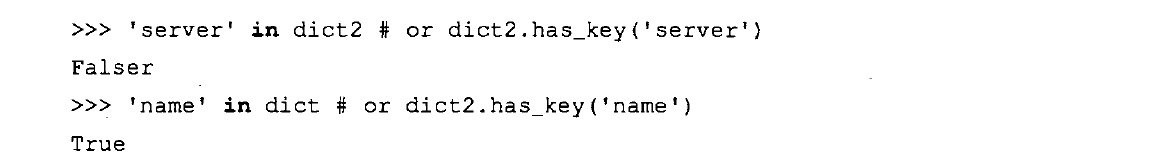 >>> 'server' in dict2 # or dict2.has_key('server')
Falser
>>> 'name' in dict # or dict2.has_key('name')
True